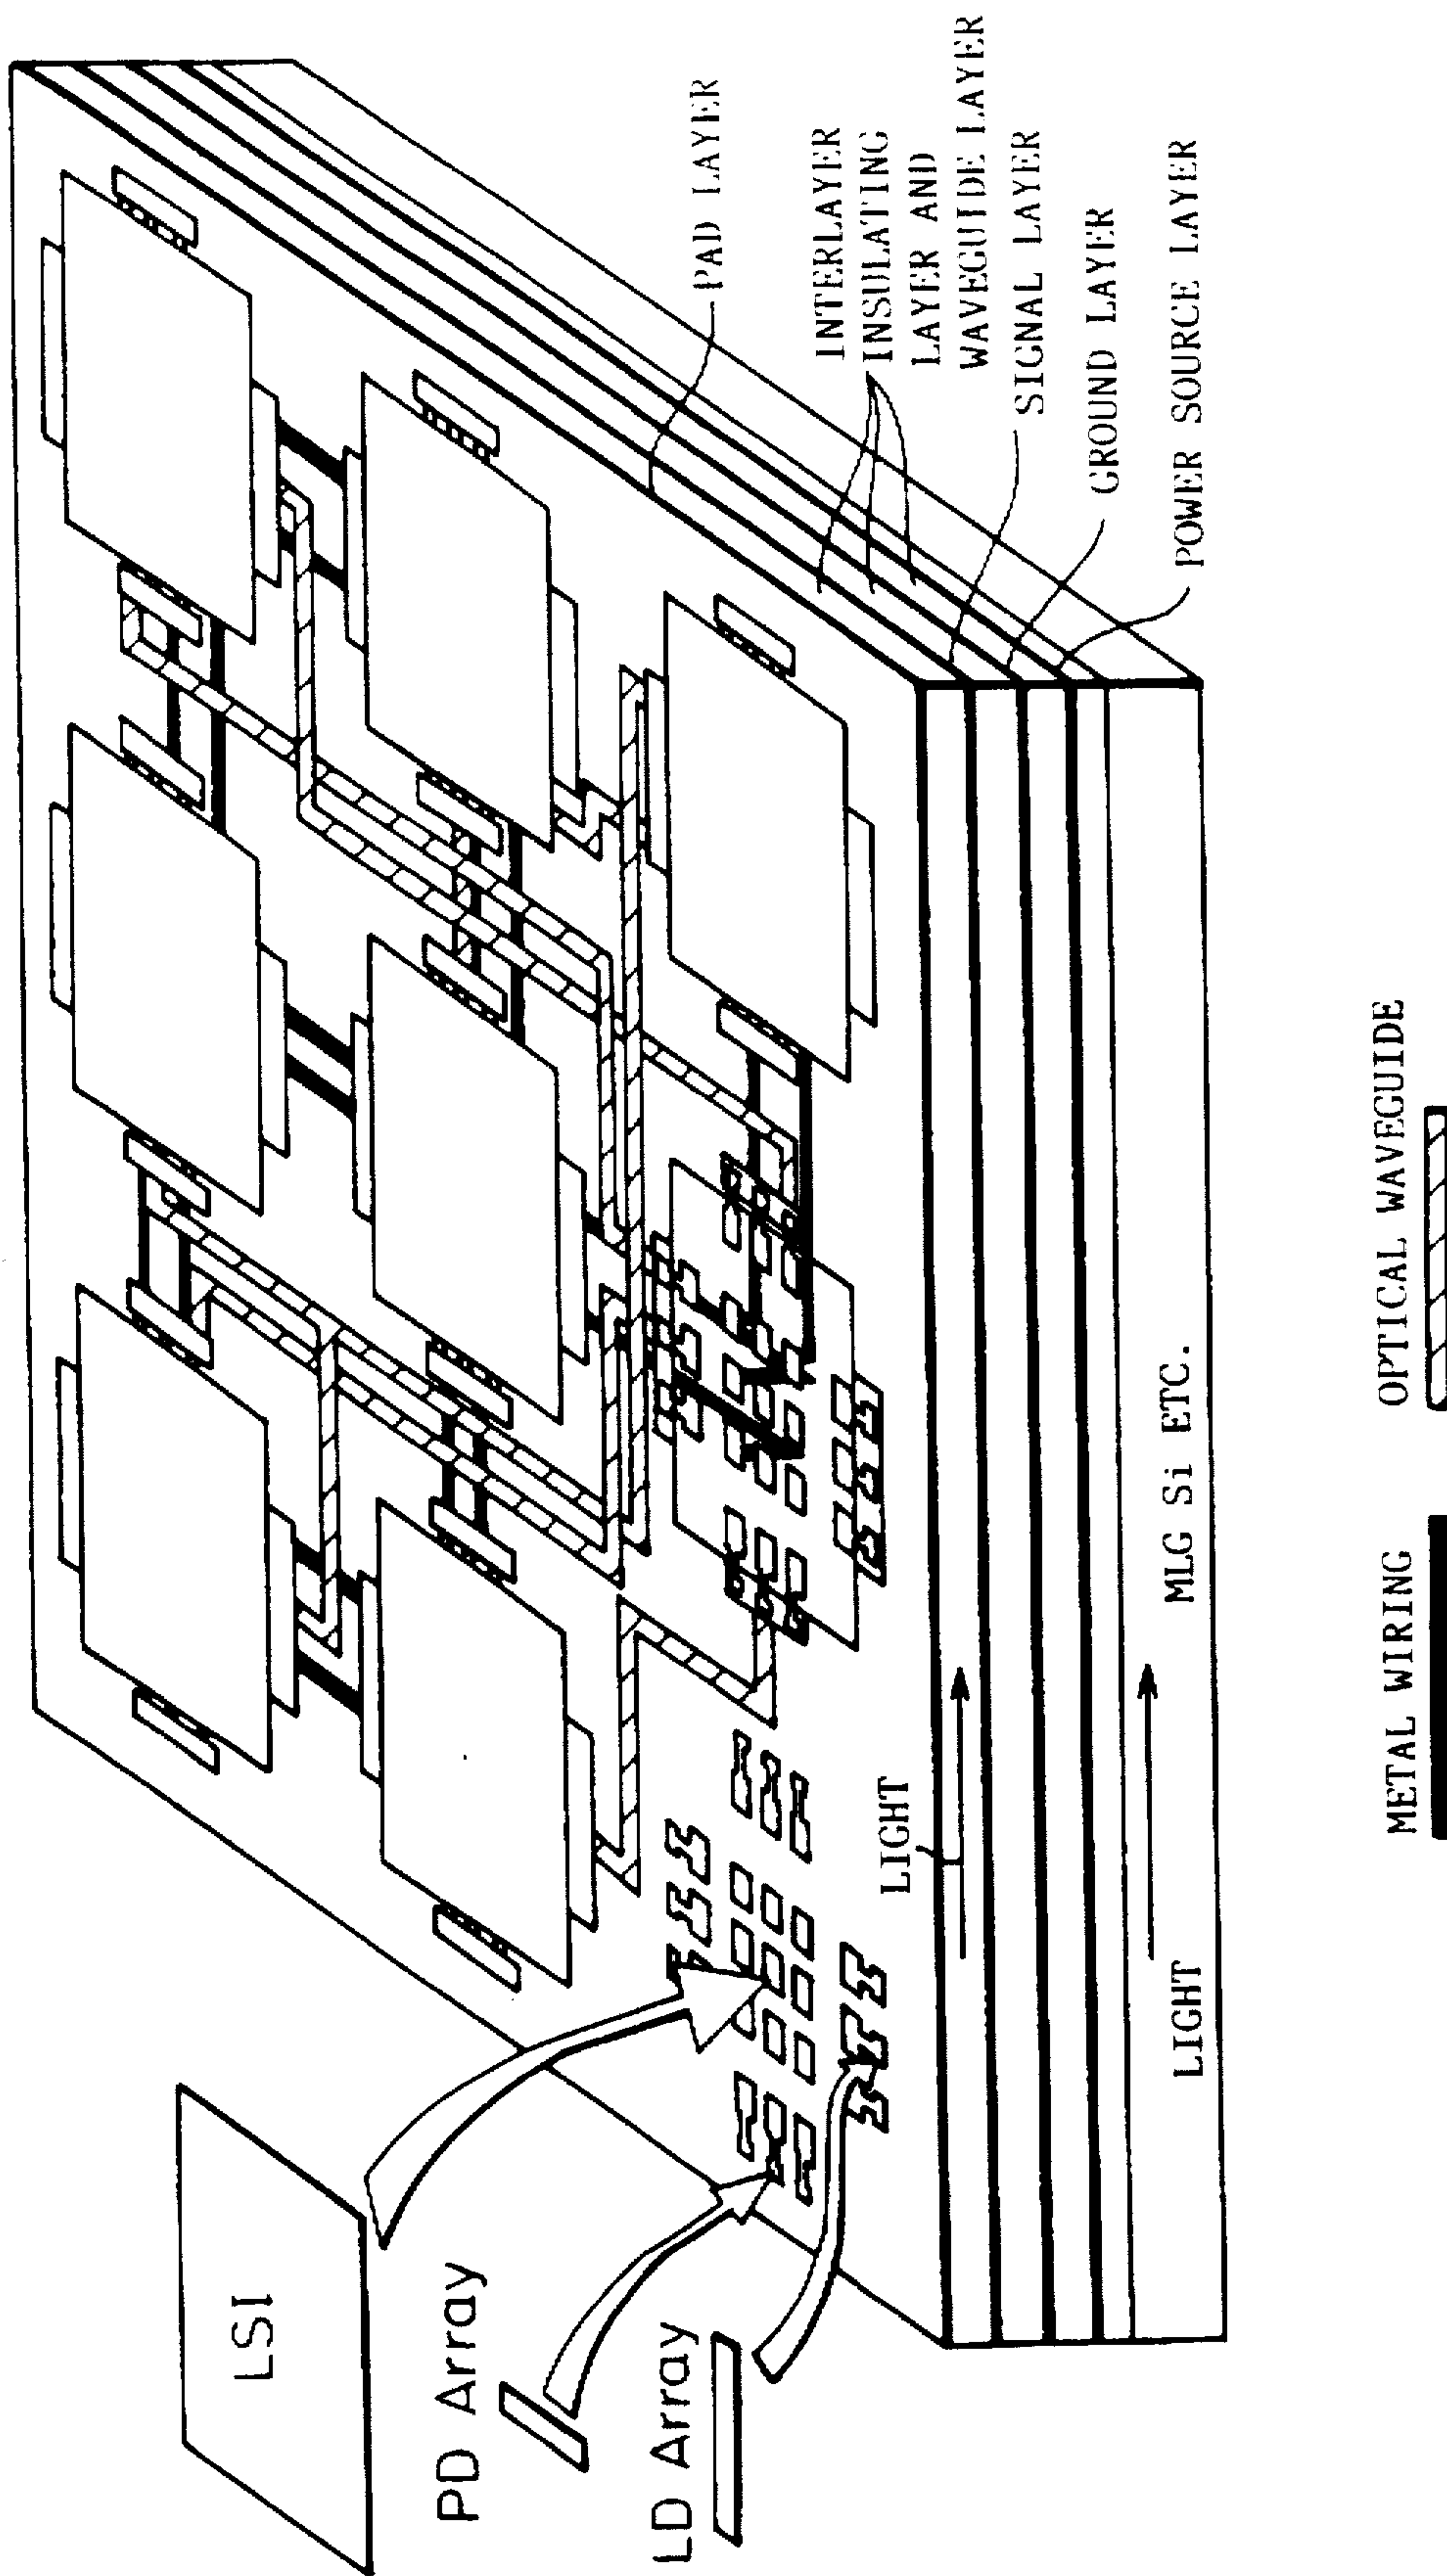 LSI
PD Array
LD Array
PAD LAYER
INTERLAYER
INSULATING
LAYER AND
WAVEGUIDE LAYER
SIGNAL LAYER
GROUND LAYER
POWER SOURCE LAYER
LIGHT
LIGHT
MLG Si ETC.
METAL WIRING
OPTICAL WAVEGUIDE